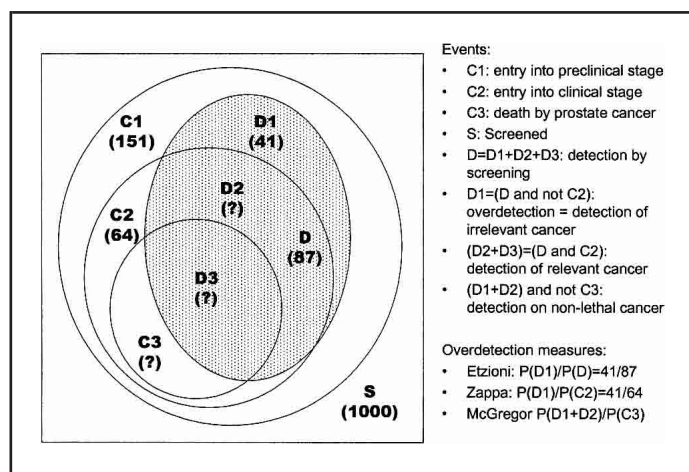 C1
(151)
D1
(41)
D2
(?)
C2
(64)
D
(87)
D3
(?)
C3
(?)
S
(1000)
Events:
• C1: entry into preclinical stage
• C2: entry into clinical stage
• C3: death by prostate cancer
• S: Screened
• D=D1+D2+D3: detection by
screening
• D1=(D and not C2):
overdetection = detection of
irrelevant cancer
• (D2+D3)=(D and C2):
detection of relevant cancer
• (D1+D2) and not C3:
detection on non-lethal cancer
Overdetection measures:
• Etzioni: P(D1)/P(D)=41/87
• Zappa: P(D1)/P(C2)=41/64
• McGregor P(D1+D2)/P(C3)